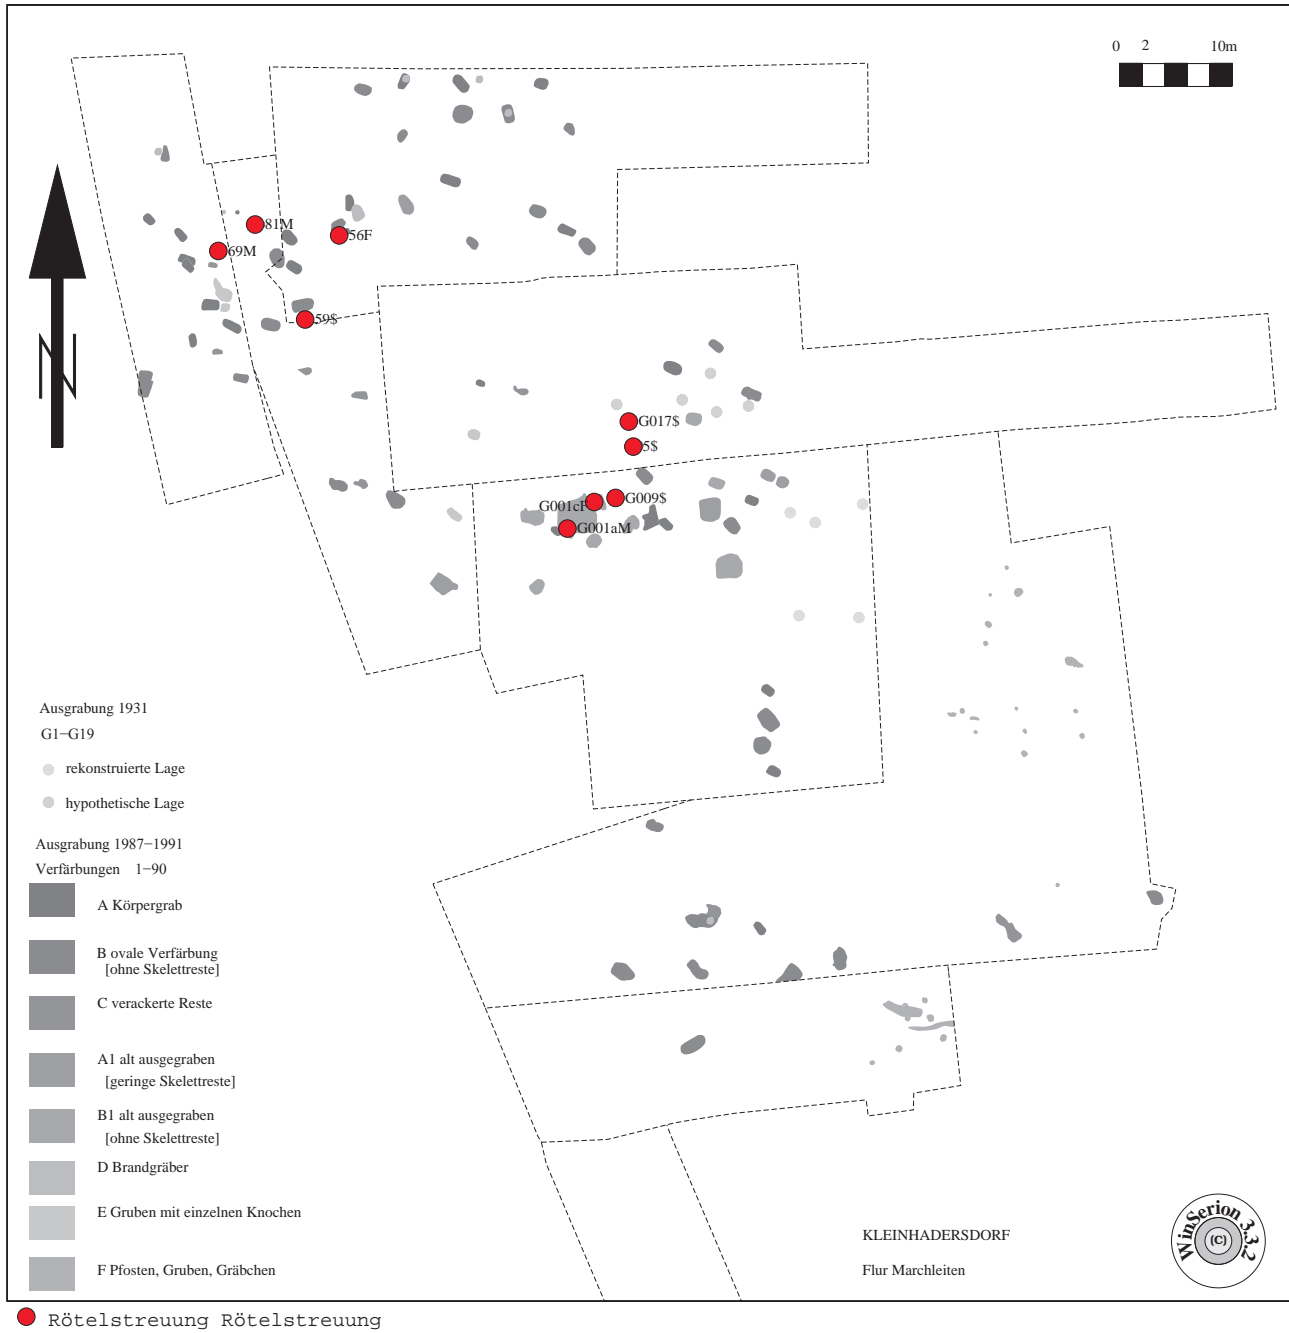 0 2 10m
81M
56F
69M
59$
G017$
5$
G009$
G001cF
G001aM
N
Ausgrabung 1931
G1−G19
rekonstruierte Lage
hypothetische Lage
Ausgrabung 1987−1991
Verfärbungen 1−90
A Körpergrab
B ovale Verfärbung
[ohne Skelettreste]
C verackerte Reste
A1 alt ausgegraben
[geringe Skelettreste]
B1 alt ausgegraben
[ohne Skelettreste]
D Brandgräber
E Gruben mit einzelnen Knochen
F Pfosten, Gruben, Gräbchen
KLEINHADERSDORF
Flur Marchleiten
WinSerion 3.3.2
(C)
Rötelstreuung Rötelstreuung